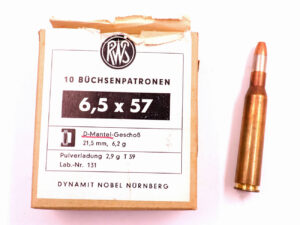 RWS
10 BÜCHSENPATRONEN
6,5 x 57
D-Mantel-Geschoß
21,5 mm, 6,2 g
Pulverladung 2,9 g T 59
Lab.-Nr. 131
DYNAMIT NOBEL NÜRNBERG